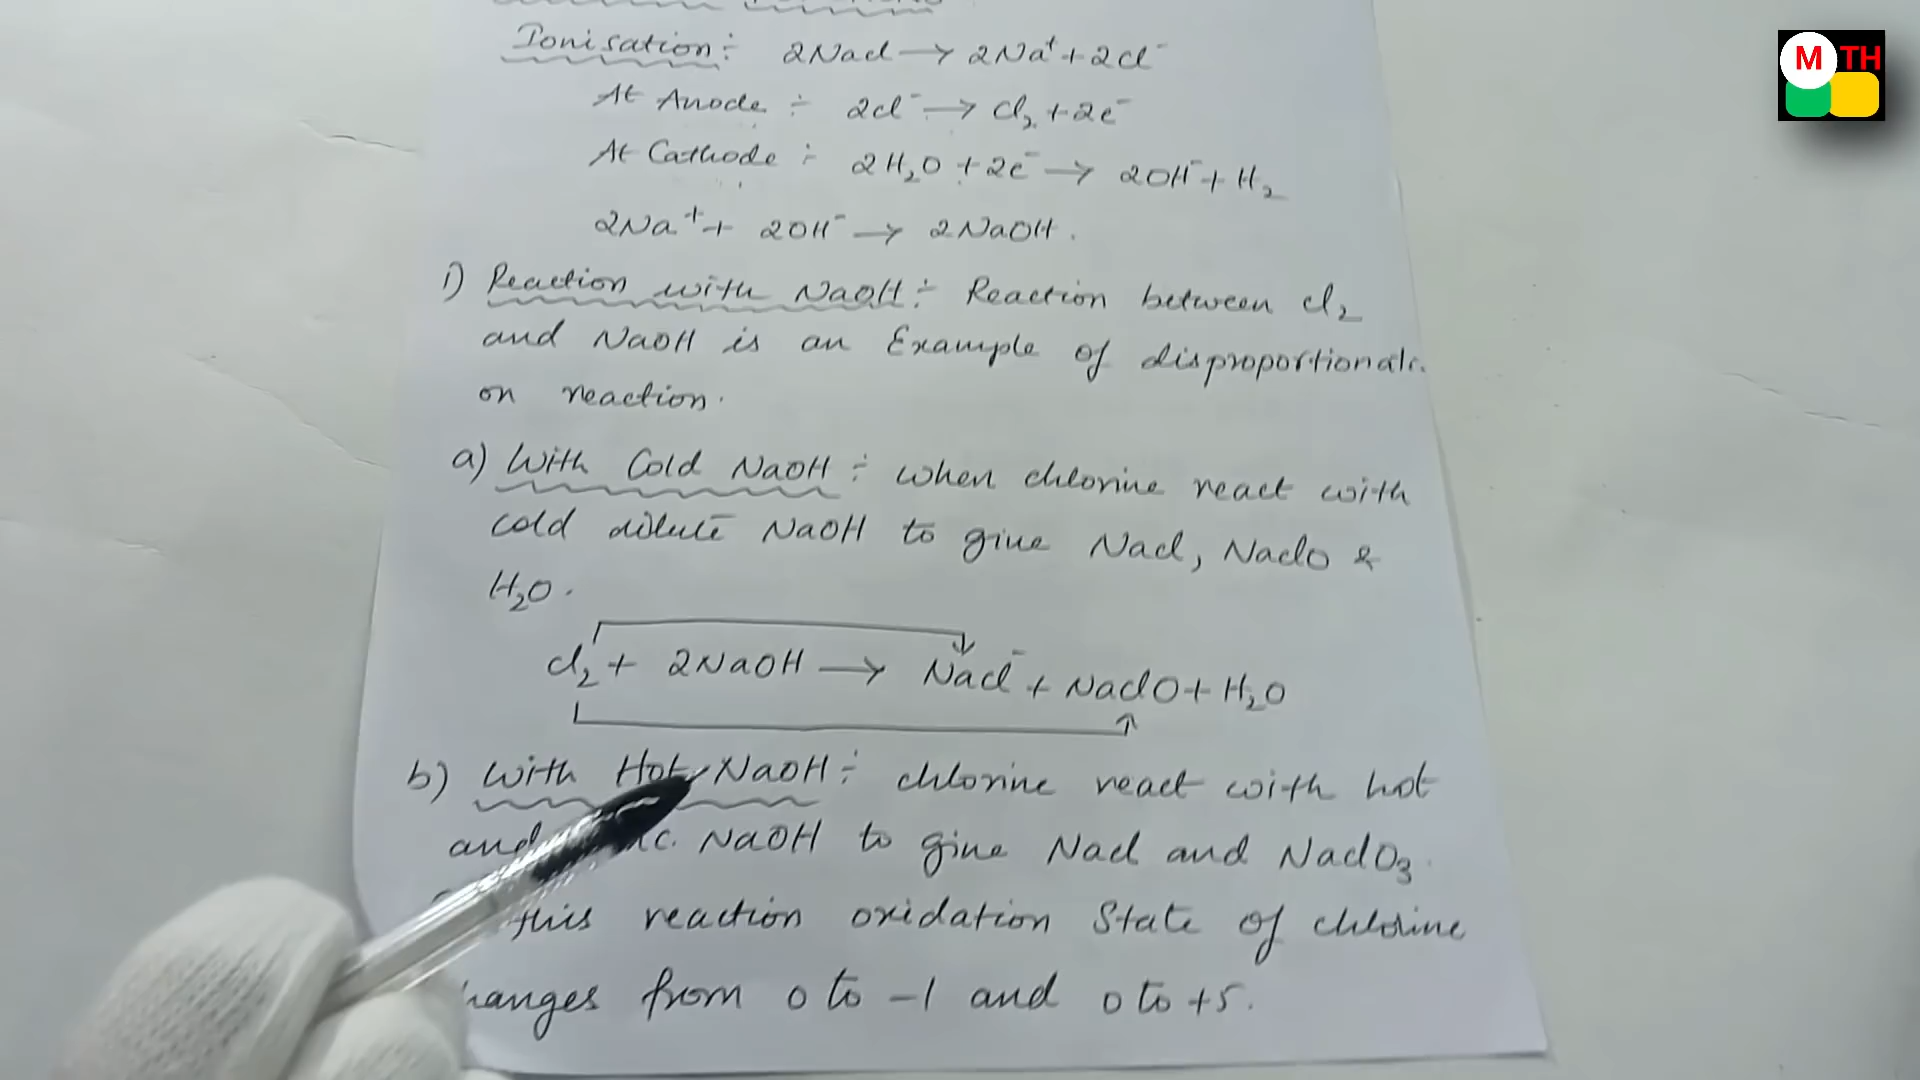 Ionisation :- 2NaCl → 2Na⁺ + 2Cl⁻
At Anode :- 2Cl⁻ → Cl₂ + 2e⁻
At Cathode :- 2H₂O + 2e⁻ → 2OH⁻ + H₂
2Na⁺ + 2OH⁻ → 2NaOH.
i) Reaction with NaOH :- Reaction between Cl₂
and NaOH is an Example of disproportionati-
on reaction.
a) With Cold NaOH :- When chlorine react with
cold dilute NaOH to give NaCl, NaClO &
H₂O.
Cl₂ + 2NaOH → NaCl⁻ + NaClO + H₂O
b) With Hot NaOH :- chlorine react with hot
and c. NaOH to give NaCl and NaClO₃.
this reaction oxidation State of chlorine
hanges from 0 to -1 and 0 to +5.
M TH